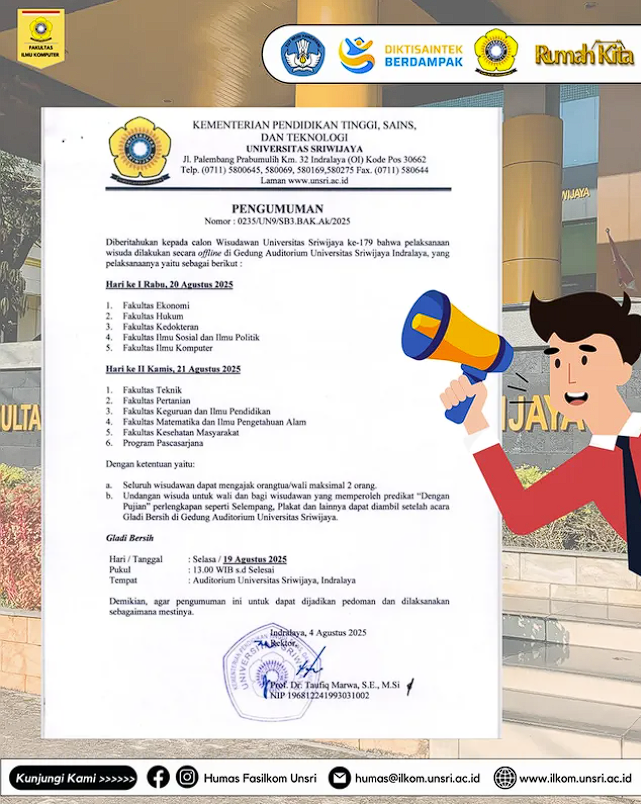 FAKULTAS
ILMU KOMPUTER
DIKTISAINTEK
BERDAMPAK
Rumah Kita
KEMENTERIAN PENDIDIKAN TINGGI, SAINS,
DAN TEKNOLOGI
UNIVERSITAS SRIWIJAYA
Jl. Palembang Prabumulih Km. 32 Indralaya (OI) Kode Pos 30662
Telp. (0711) 5800645, 580069, 580169,580275 Fax. (0711) 580644
Laman www.unsri.ac.id
PENGUMUMAN
Nomor : 0235/UN9/SB3.BAK.Ak/2025
Diberitahukan kepada calon Wisudawan Universitas Sriwijaya ke-179 bahwa pelaksanaan
wisuda dilakukan secara offline di Gedung Auditorium Universitas Sriwijaya Indralaya, yang
pelaksanaanya yaitu sebagai berikut :
Hari ke I Rabu, 20 Agustus 2025
1. Fakultas Ekonomi
2. Fakultas Hukum
3. Fakultas Kedokteran
4. Fakultas Ilmu Sosial dan Ilmu Politik
5. Fakultas Ilmu Komputer
Hari ke II Kamis, 21 Agustus 2025
1. Fakultas Teknik
2. Fakultas Pertanian
3. Fakultas Keguruan dan Ilmu Pendidikan
4. Fakultas Matematika dan Ilmu Pengetahuan Alam
5. Fakultas Kesehatan Masyarakat
6. Program Pascasarjana
Dengan ketentuan yaitu:
a. Seluruh wisudawan dapat mengajak orangtua/wali maksimal 2 orang.
b. Undangan wisuda untuk wali dan bagi wisudawan yang memperoleh predikat "Dengan
Pujian" perlengkapan seperti Selempang, Plakat dan lainnya dapat diambil setelah acara
Gladi Bersih di Gedung Auditorium Universitas Sriwijaya.
Gladi Bersih
Hari / Tanggal : Selasa / 19 Agustus 2025
Pukul : 13.00 WIB s.d Selesai
Tempat : Auditorium Universitas Sriwijaya, Indralaya
Demikian, agar pengumuman ini untuk dapat dijadikan pedoman dan dilaksanakan
sebagaimana mestinya.
Indralaya, 4 Agustus 2025
Rektor,
Prof. Dr. Taufiq Marwa, S.E., M.Si
NIP 196812241993031002
WIJAYA
ULTA
IJAYA
Kunjungi Kami >>>>>>
Humas Fasilkom Unsri
humas@ilkom.unsri.ac.id
www.ilkom.unsri.ac.id